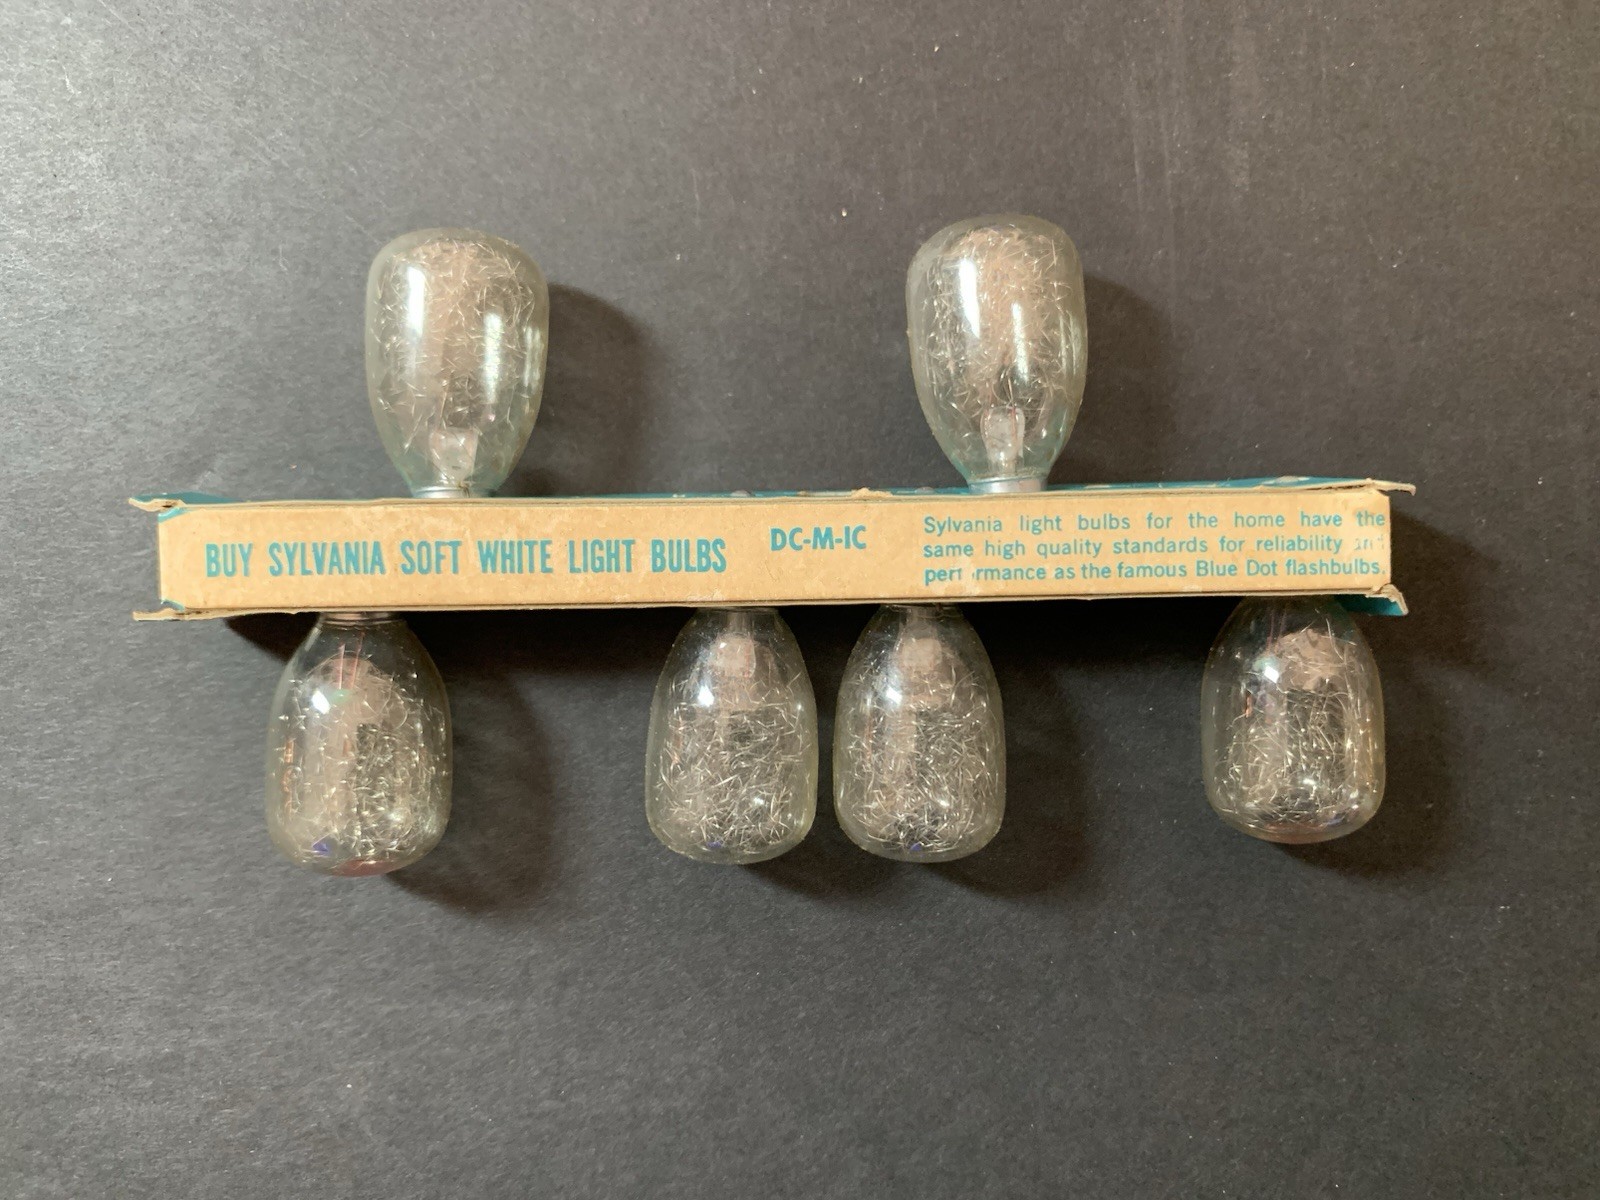 BUY SYLVANIA SOFT WHITE LIGHT BULBS
DC-M-IC
Sylvania light bulbs for the home have the
same high quality standards for reliability
as the famous Blue Dot flashbulbs.